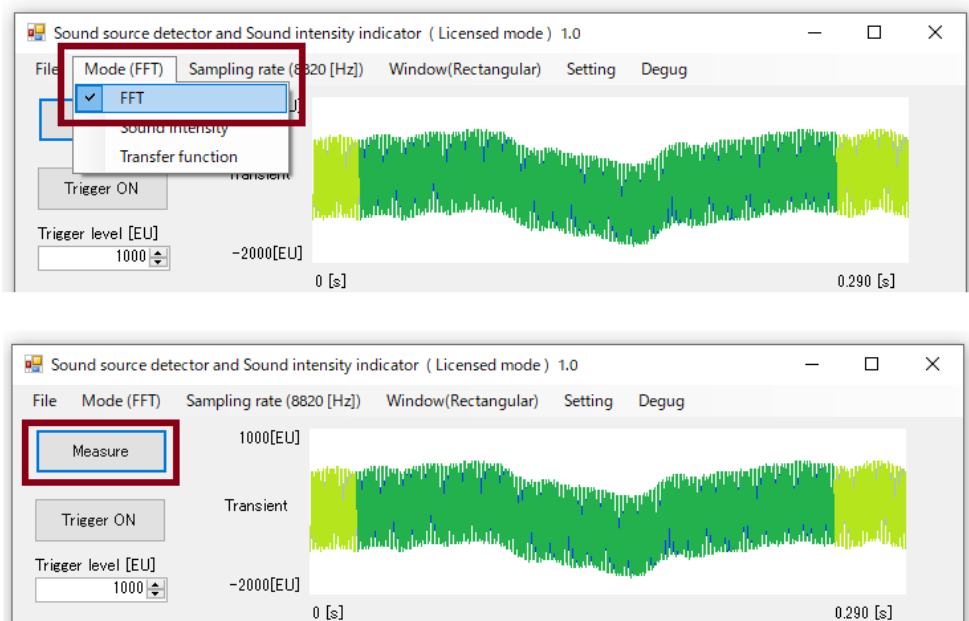 Sound source detector and Sound intensity indicator ( Licensed mode ) 1.0
File Mode (FFT) Sampling rate (8820 [Hz]) Window(Rectangular) Setting Degug
FFT
Sound intensity
Transfer function
Transient
Trigger ON
Trigger level [EU]
1000
-2000[EU]
0 [s] 0.290 [s]
Sound source detector and Sound intensity indicator ( Licensed mode ) 1.0
File Mode (FFT) Sampling rate (8820 [Hz]) Window(Rectangular) Setting Degug
Measure
1000[EU]
Trigger ON
Transient
Trigger level [EU]
1000
-2000[EU]
0 [s] 0.290 [s]